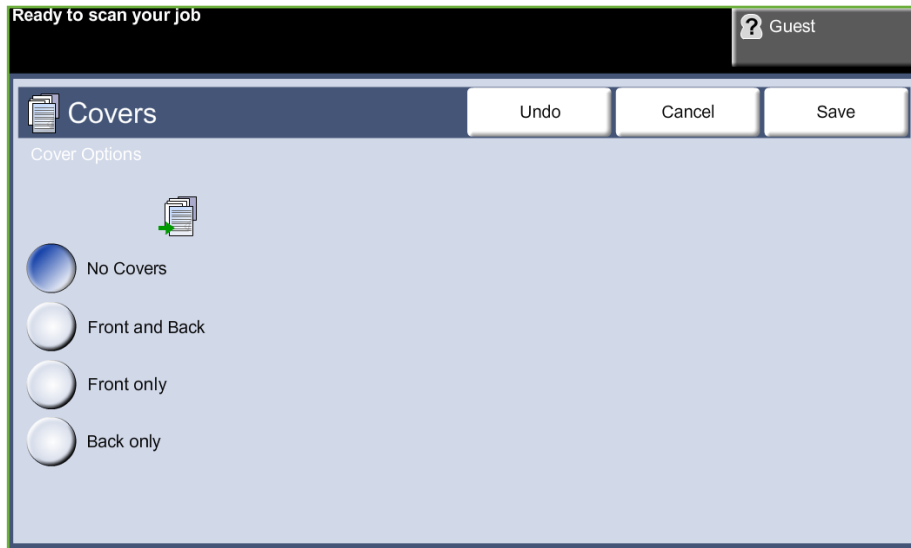 Ready to scan your job
? Guest
Covers
Undo
Cancel
Save
Cover Options
No Covers
Front and Back
Front only
Back only